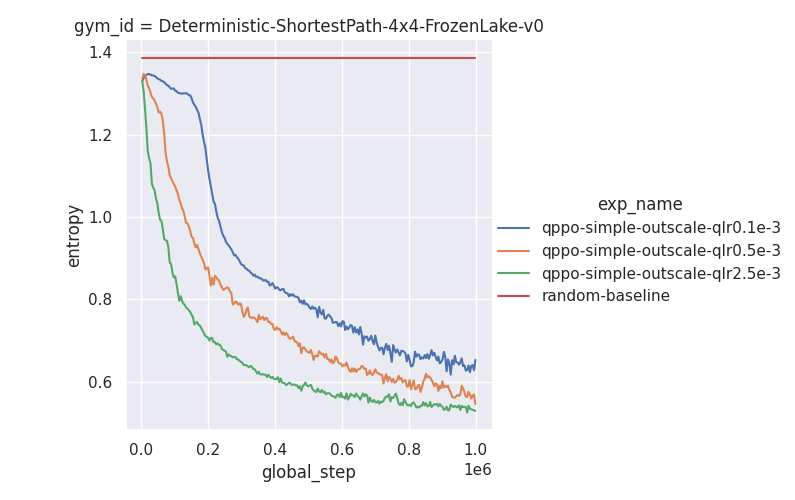 gym_id = Deterministic-ShortestPath-4x4-FrozenLake-v0
1.4
1.2
1.0
0.8
0.6
entropy
0.0
0.2
0.4
0.6
0.8
1.0
1e6
global_step
exp_name
qppo-simple-outscale-qlr0.1e-3
qppo-simple-outscale-qlr0.5e-3
qppo-simple-outscale-qlr2.5e-3
random-baseline